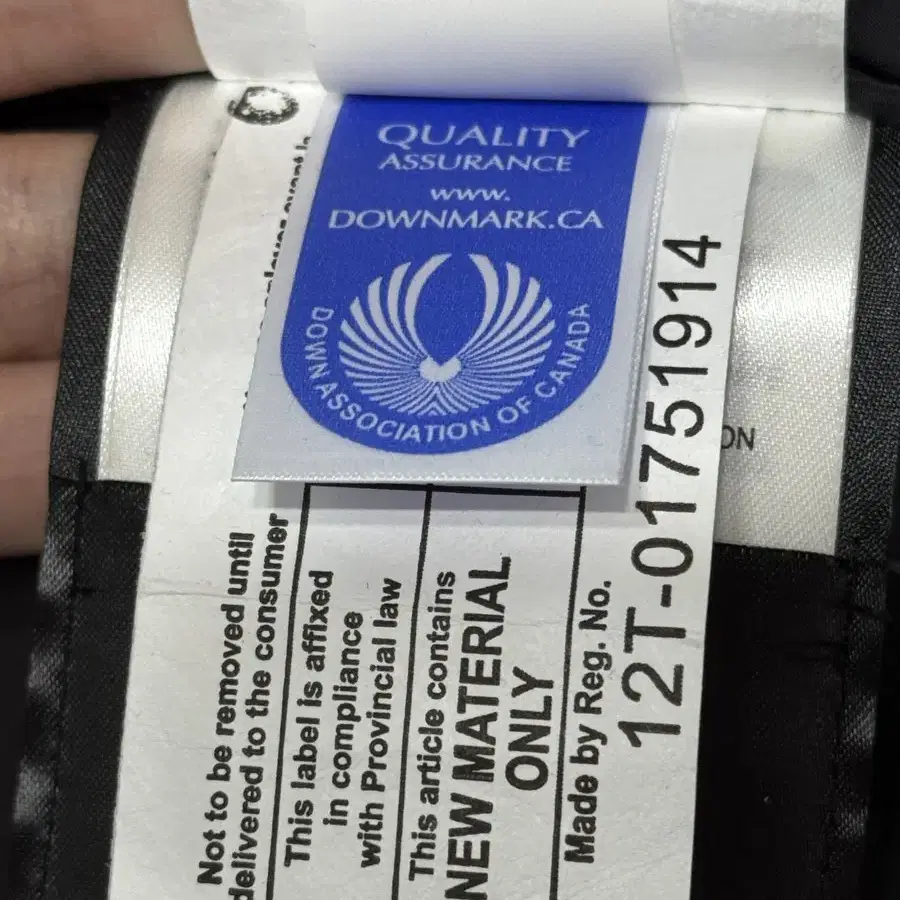 QUALITY
ASSURANCE
www.
DOWNMARK.CA
DOWN ASSOCIATION OF CANADA
Not to be removed until
delivered to the consumer
This label is affixed
in compliance
with Provincial law
This article contains
NEW MATERIAL
ONLY
Made by Reg. No.
12T-01751914
ON